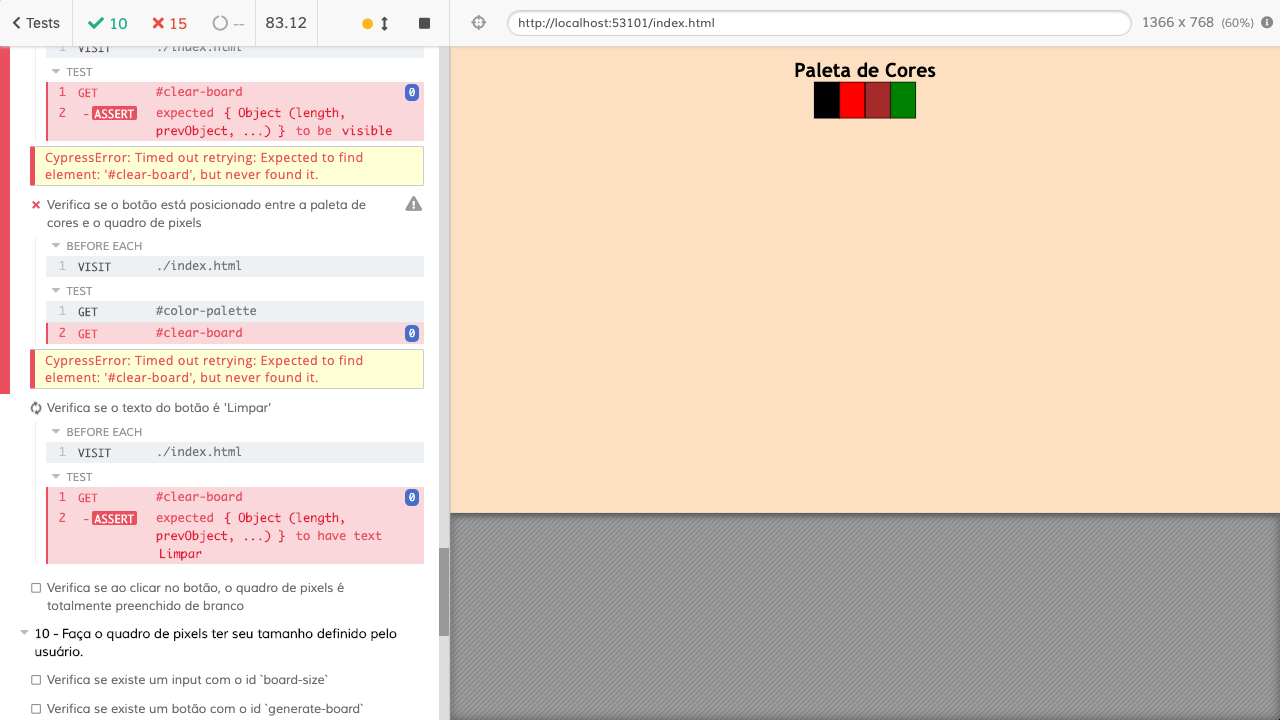 Tests
10
15
--
83.12
http://localhost:53101/index.html
1366 x 768 (60%)
1 VISIT ./index.html
TEST
1 GET #clear-board 0
2 - ASSERT expected { Object (length,
prevObject, ...) } to be visible
CypressError: Timed out retrying: Expected to find
element: '#clear-board', but never found it.
Verifica se o botão está posicionado entre a paleta de
cores e o quadro de pixels
BEFORE EACH
1 VISIT ./index.html
TEST
1 GET #color-palette
2 GET #clear-board 0
CypressError: Timed out retrying: Expected to find
element: '#clear-board', but never found it.
Verifica se o texto do botão é 'Limpar'
BEFORE EACH
1 VISIT ./index.html
TEST
1 GET #clear-board 0
2 - ASSERT expected { Object (length,
prevObject, ...) } to have text
Limpar
Verifica se ao clicar no botão, o quadro de pixels é
totalmente preenchido de branco
10 - Faça o quadro de pixels ter seu tamanho definido pelo
usuário.
Verifica se existe um input com o id `board-size`
Verifica se existe um botão com o id `generate-board`
Paleta de Cores